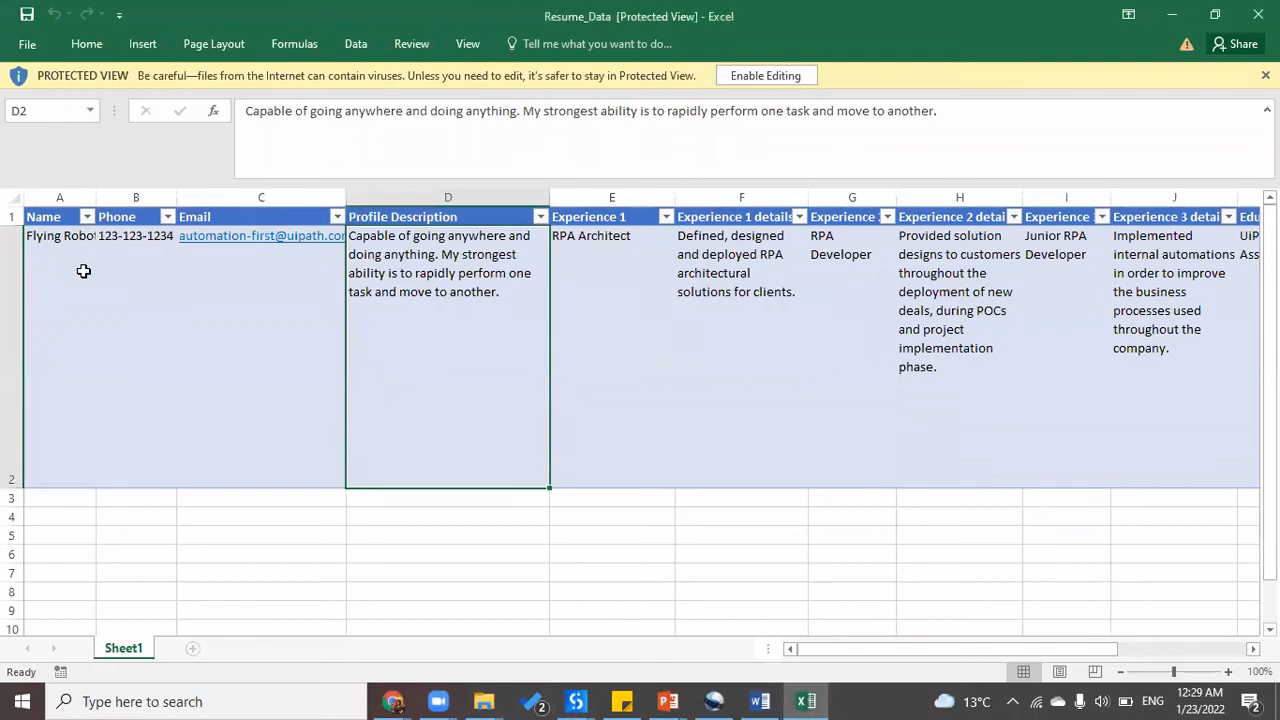 Resume_Data [Protected View] - Excel
File Home Insert Page Layout Formulas Data Review View Tell me what you want to do... Share
PROTECTED VIEW Be careful—files from the Internet can contain viruses. Unless you need to edit, it's safer to stay in Protected View. Enable Editing
D2 fx Capable of going anywhere and doing anything. My strongest ability is to rapidly perform one task and move to another.
A B C D E F G H I J
1 Name Phone Email Profile Description Experience 1 Experience 1 details Experience Experience 2 detai Experience Experience 3 detai Edu
Flying Robot 123-123-1234 automation-first@uipath.com
Capable of going anywhere and
doing anything. My strongest
ability is to rapidly perform one
task and move to another.
RPA Architect
Defined, designed
and deployed RPA
architectural
solutions for clients.
RPA
Developer
Provided solution
designs to customers
throughout the
deployment of new
deals, during POCs
and project
implementation
phase.
Junior RPA
Developer
Implemented
internal automations
in order to improve
the business
processes used
throughout the
company.
UiP
Ass
2
3
4
5
6
7
8
9
10
Sheet1
Ready 100%
Type here to search 2 13°C ENG 12:29 AM
1/23/2022 2